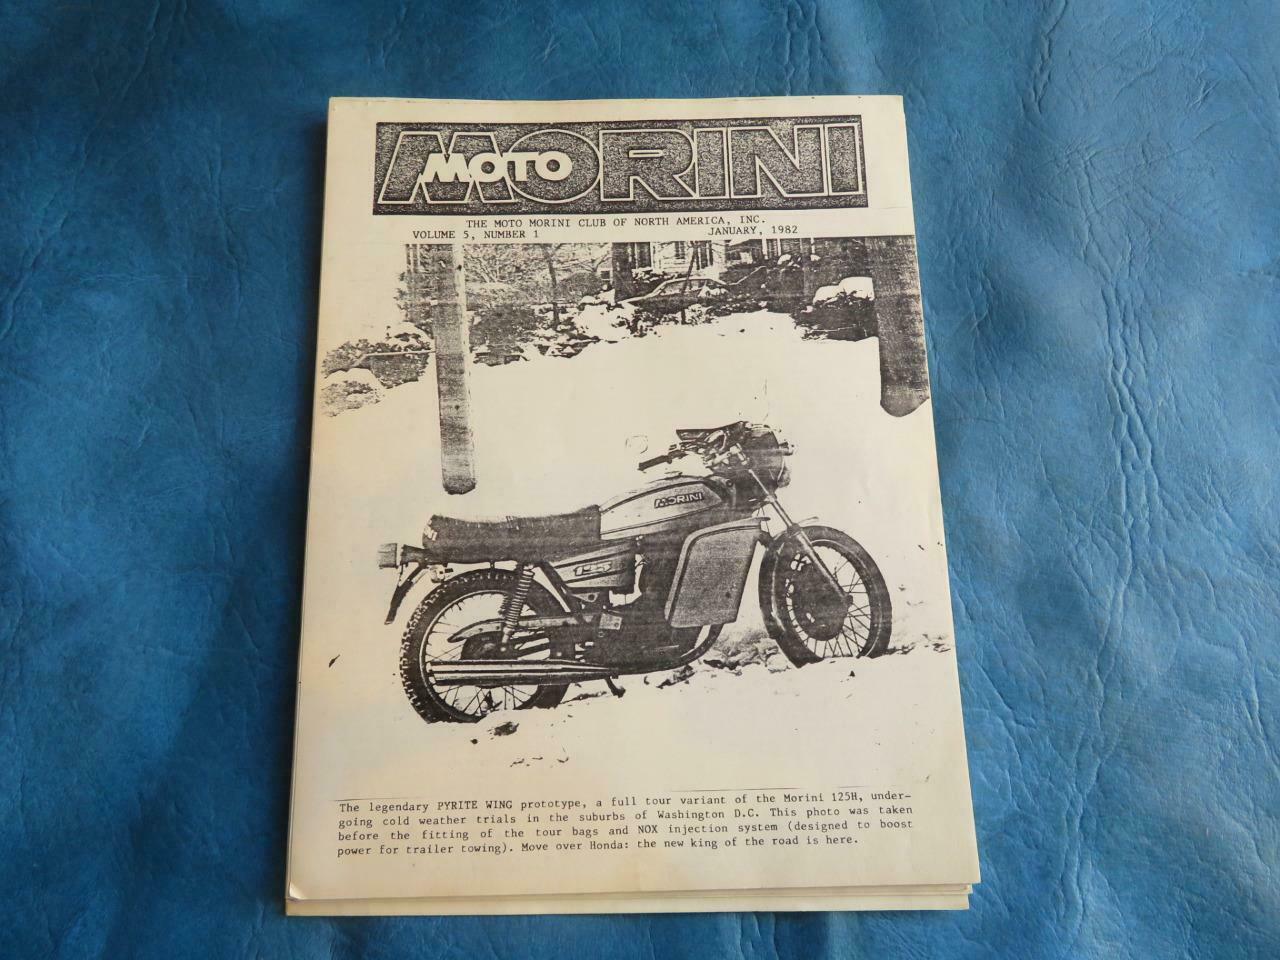 MOTO MORINI
THE MOTO MORINI CLUB OF NORTH AMERICA, INC.
VOLUME 5, NUMBER 1 JANUARY, 1982
MORINI
125
The legendary PYRITE WING prototype, a full tour variant of the Morini 125H, under-
going cold weather trials in the suburbs of Washington D.C. This photo was taken
before the fitting of the tour bags and NOX injection system (designed to boost
power for trailer towing). Move over Honda: the new king of the road is here.